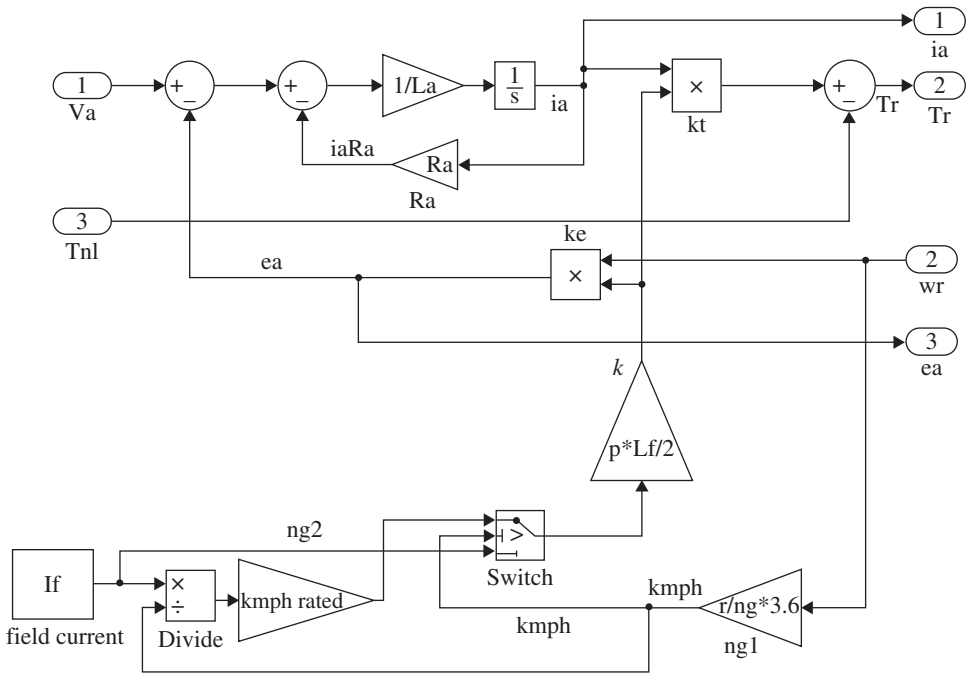 1
ia
1
Va
+
−
+
−
1/La
1
s
ia
×
kt
+
−
Tr
2
Tr
iaRa
Ra
Ra
3
Tnl
ke
×
ea
2
wr
3
ea
k
p*Lf/2
ng2
>
Switch
If
field current
×
÷
Divide
kmph rated
kmph
kmph
r/ng*3.6
ng1